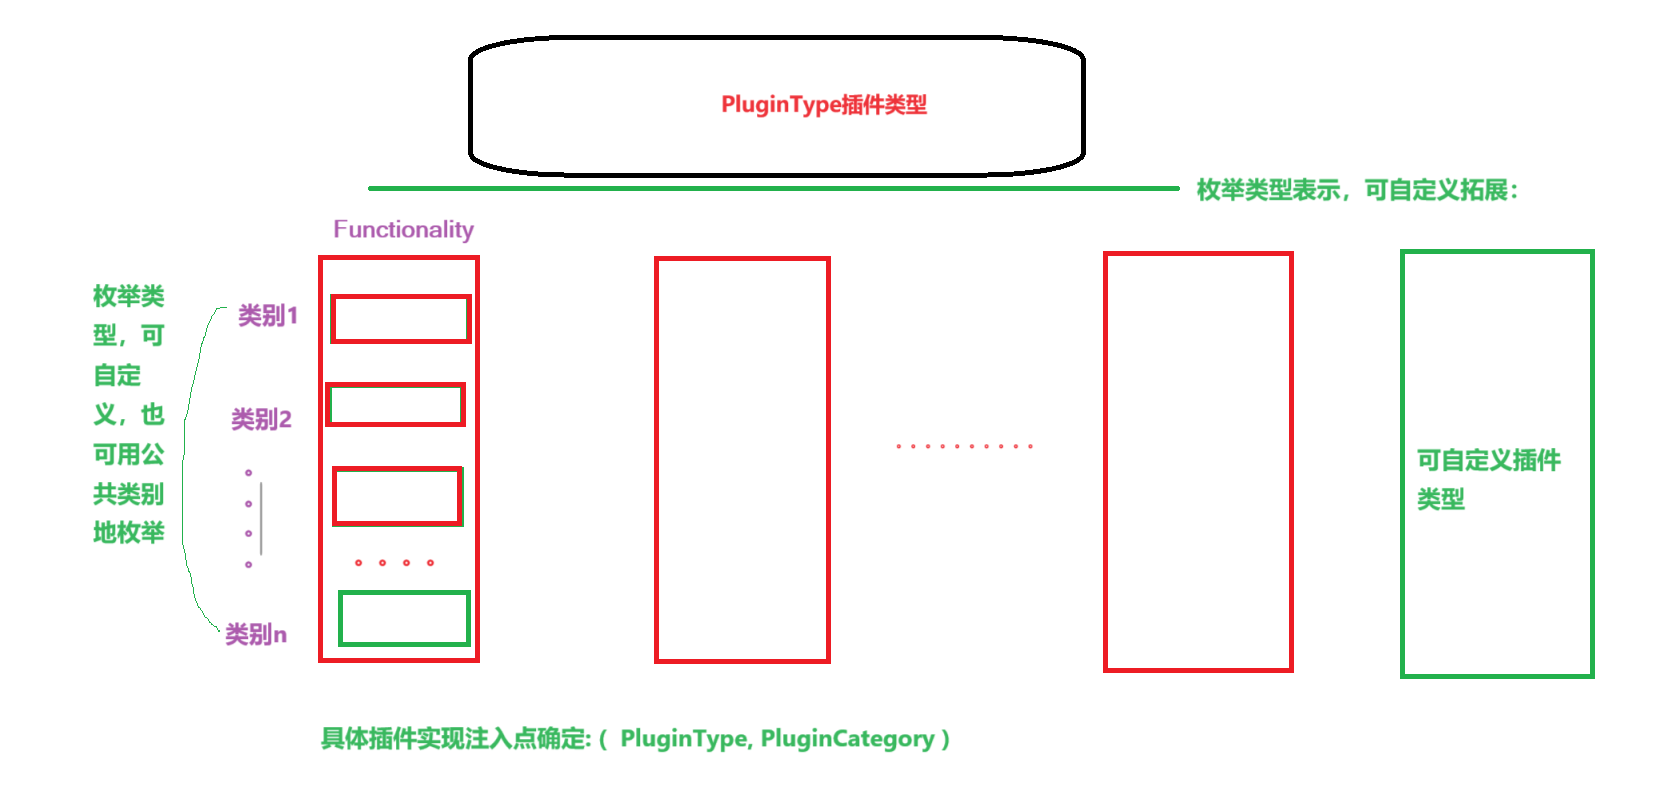 PluginType插件类型
枚举类型表示，可自定义拓展：
Functionality
枚举类
型，可
自定
义，也
可用公
共类别
地枚举
类别1
类别2
类别n
可自定义插件
类型
具体插件实现注入点确定:（ PluginType, PluginCategory ）